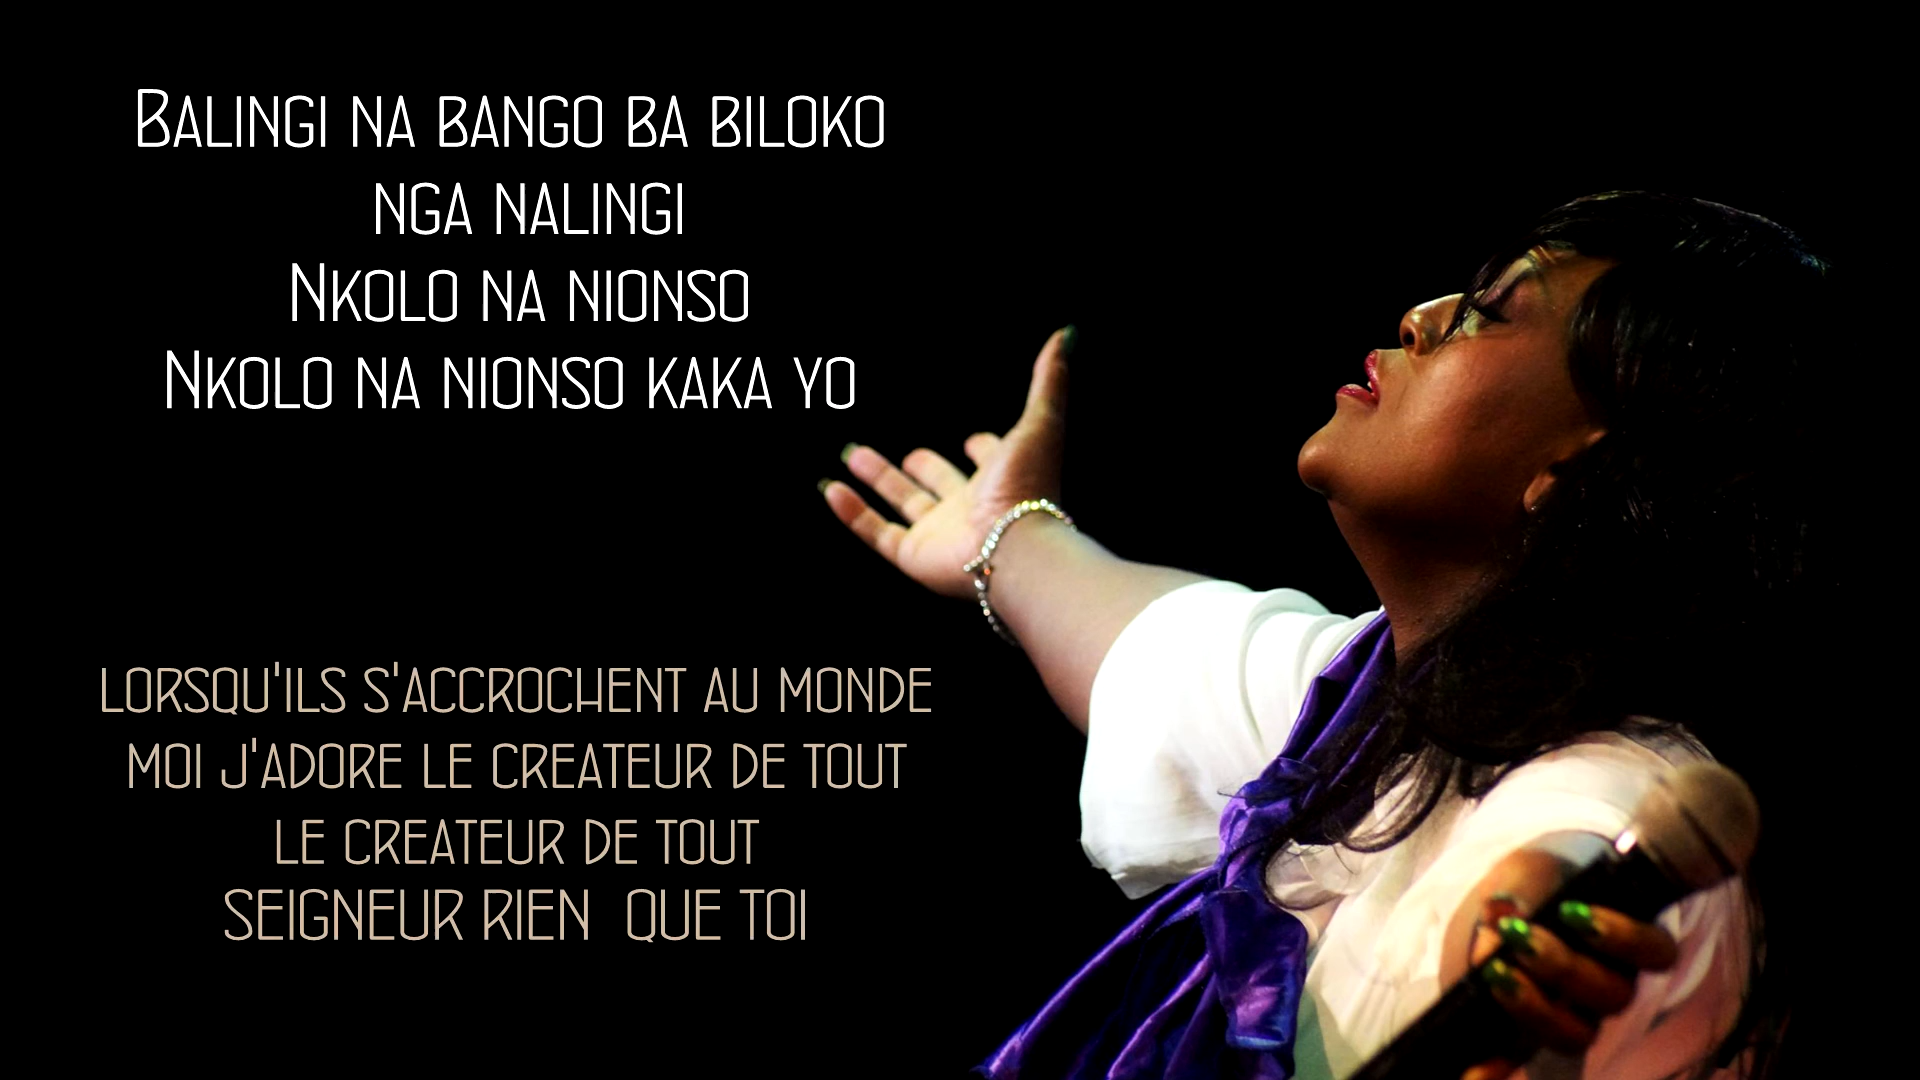 BALINGI NA BANGO BA BILOKO
NGA NALINGI
NKOLO NA NIONSO
NKOLO NA NIONSO KAKA YO
LORSQU'ILS S'ACCROCHENT AU MONDE
MOI J'ADORE LE CREATEUR DE TOUT
LE CREATEUR DE TOUT
SEIGNEUR RIEN QUE TOI